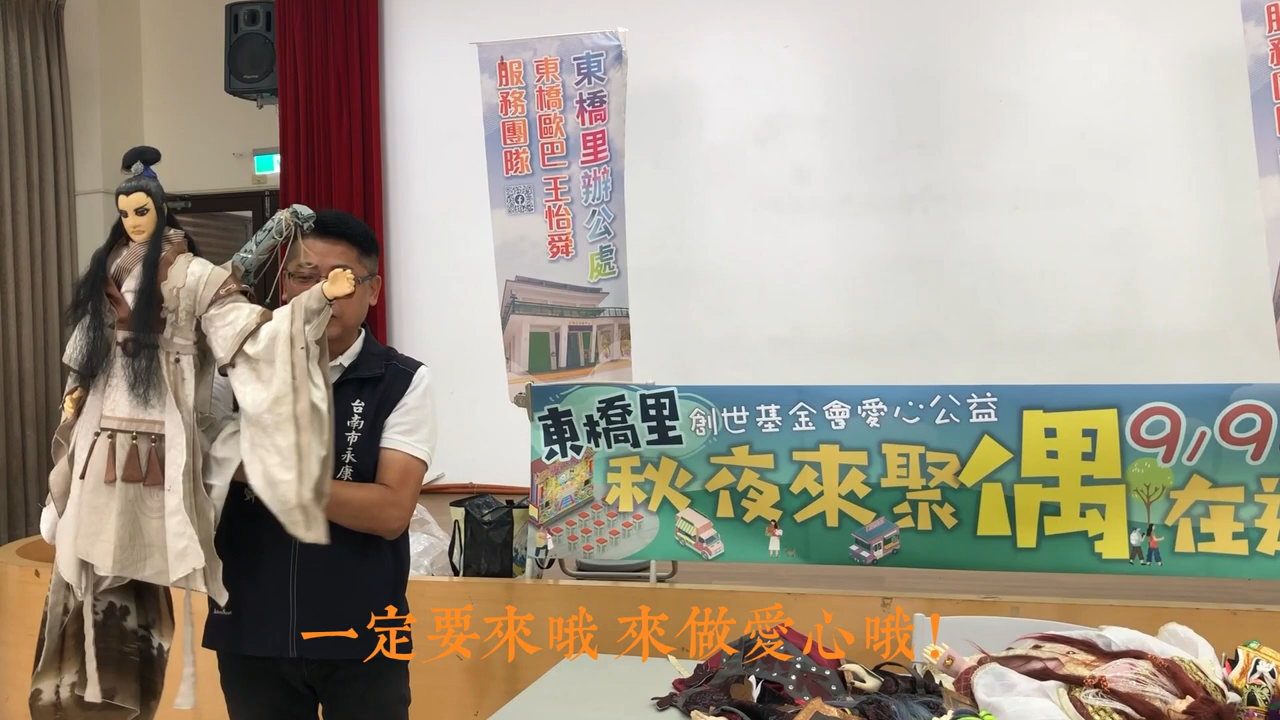 東橋里辦公處
東橋歐巴 王怡舜
服務團隊
東橋里 創世基金會愛心公益
秋夜來聚偶 9/9
在
台南市永康
一定要來哦 來做愛心哦!